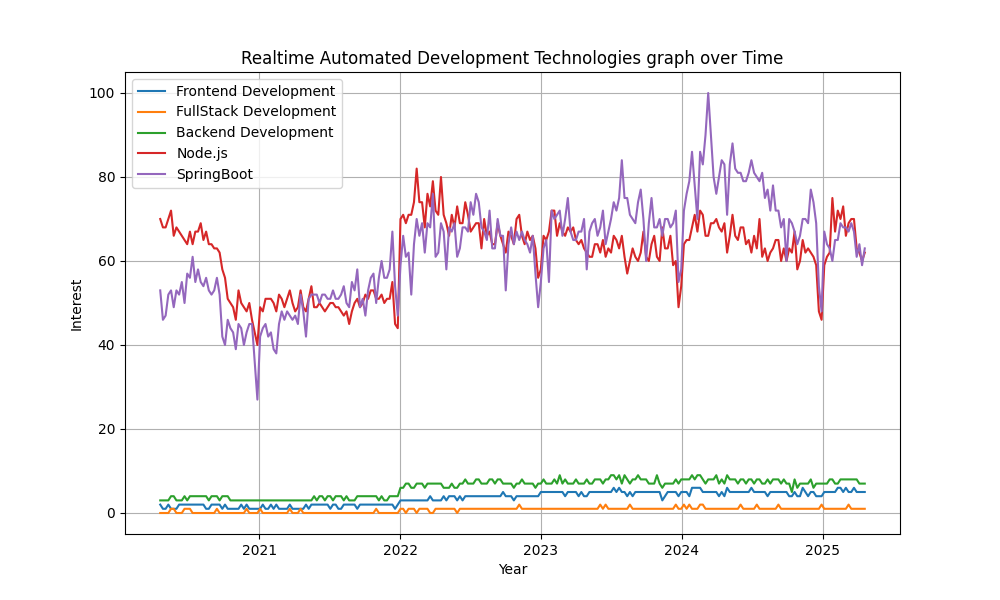 Realtime Automated Development Technologies graph over Time
Frontend Development
FullStack Development
Backend Development
Node.js
SpringBoot
100
80
60
40
20
0
Interest
2021
2022
2023
2024
2025
Year